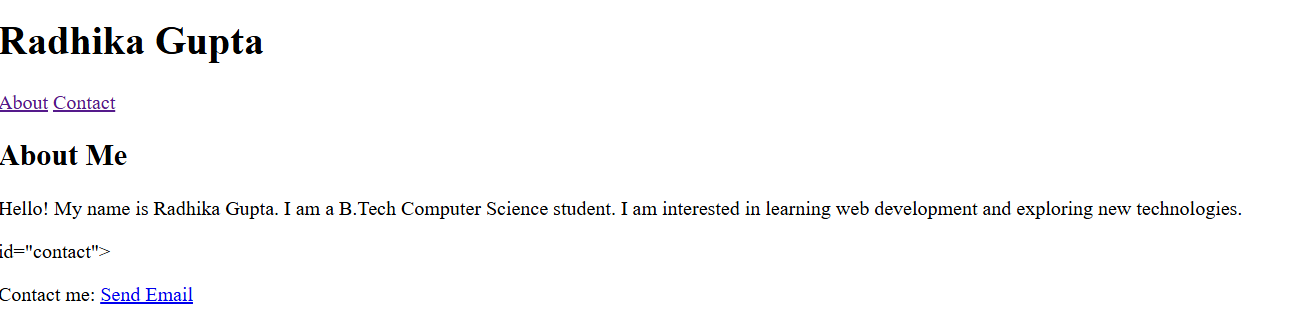 Radhika Gupta
About Contact
About Me
Hello! My name is Radhika Gupta. I am a B.Tech Computer Science student. I am interested in learning web development and exploring new technologies.
id="contact">
Contact me: Send Email